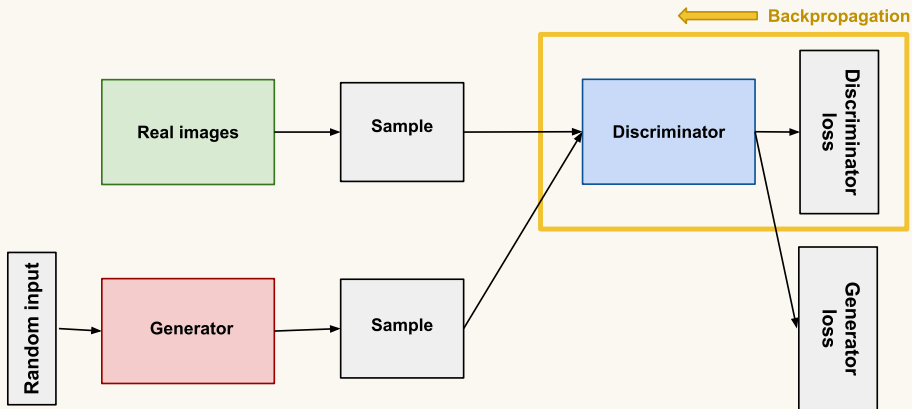 Backpropagation
Real images
Sample
Discriminator
Discriminator
loss
Random input
Generator
Sample
Generator
loss